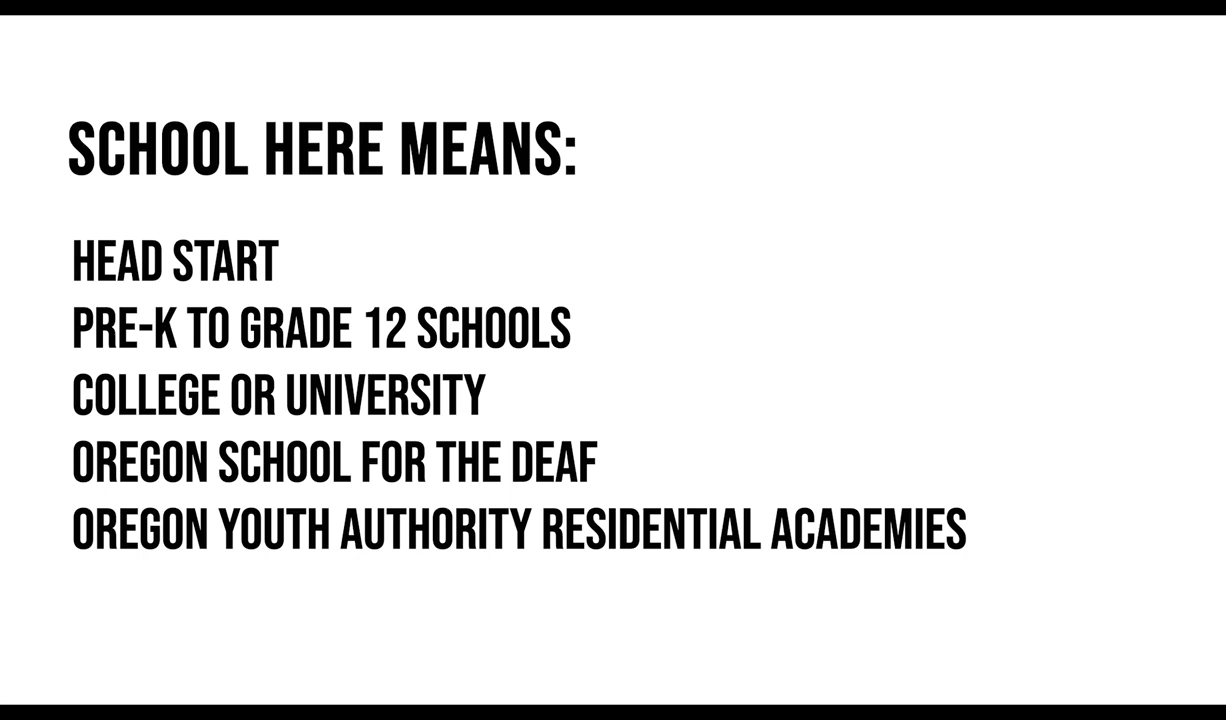 SCHOOL HERE MEANS:
HEAD START
PRE-K TO GRADE 12 SCHOOLS
COLLEGE OR UNIVERSITY
OREGON SCHOOL FOR THE DEAF
OREGON YOUTH AUTHORITY RESIDENTIAL ACADEMIES